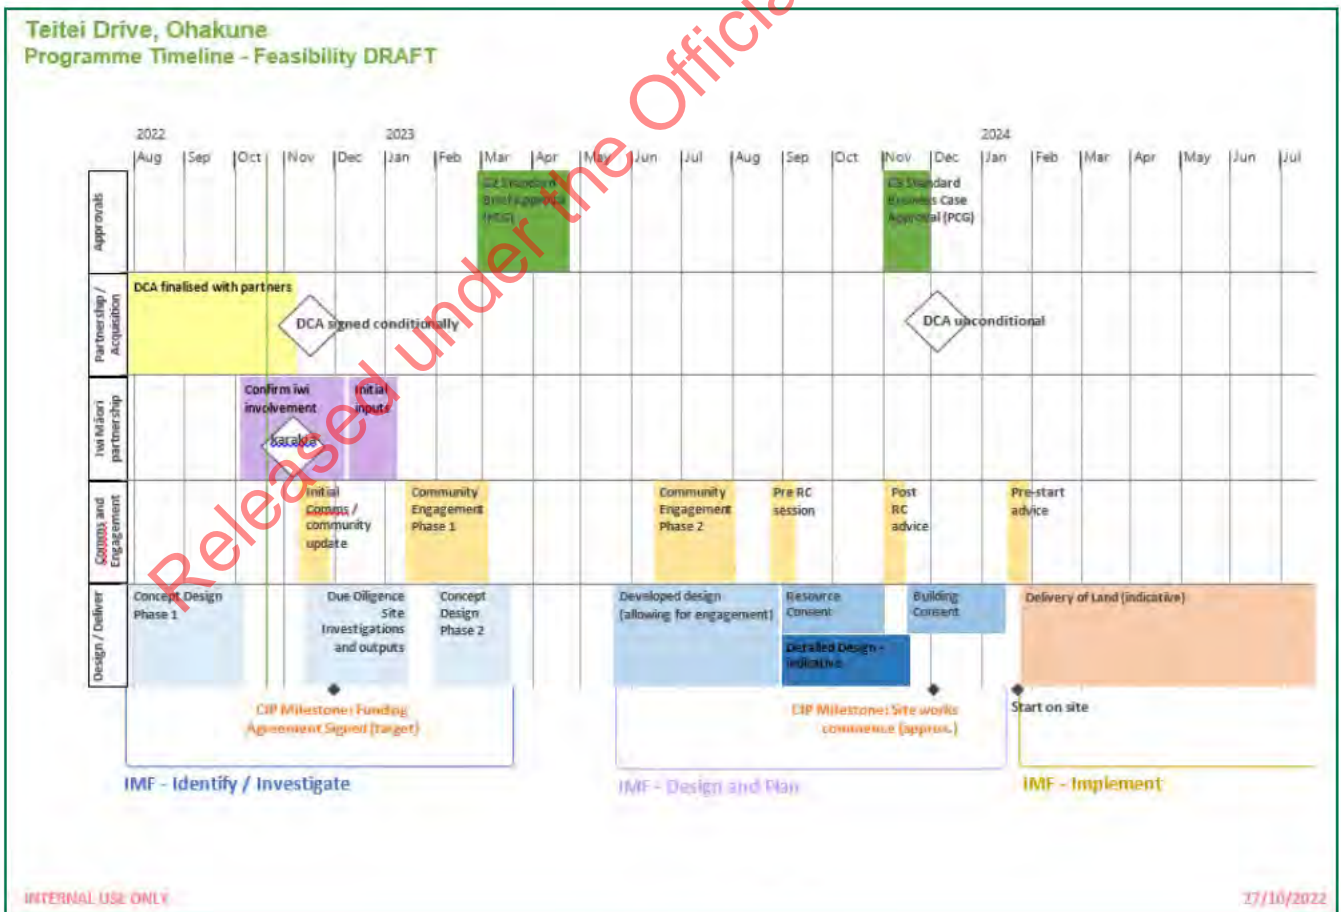 Teitei Drive, Ohakune
Programme Timeline - Feasibility DRAFT
2022
2023
2024
Aug
Sep
Oct
Nov
Dec
Jan
Feb
Mar
Apr
May
Jun
Jul
Aug
Sep
Oct
Nov
Dec
Jan
Feb
Mar
Apr
May
Jun
Jul
Approvals
Standard
Brief Approval
(PCG)
Standard
Business Case
Approval (PCG)
Partnership /
Acquisition
DCA finalised with partners
DCA signed conditionally
DCA unconditional
Iwi Māori
partnership
Confirm iwi
involvement
karakia
Initial
inputs
Comms and
Engagement
Initial
Comms /
community
update
Community
Engagement
Phase 1
Community
Engagement
Phase 2
Pre RC
session
Post
RC
advice
Pre-start
advice
Design / Deliver
Concept Design
Phase 1
Due Diligence
Site
Investigations
and outputs
Concept
Design
Phase 2
Developed design
(allowing for engagement)
Resource
Consent
Detailed Design -
indicative
Building
Consent
Delivery of Land (indicative)
CIP Milestone: Funding
Agreement Signed (target)
CIP Milestone: Site works
commence (approx.)
Start on site
IMF - Identify / Investigate
IMF - Design and Plan
IMF - Implement
Released under the Official
INTERNAL USE ONLY
27/10/2022